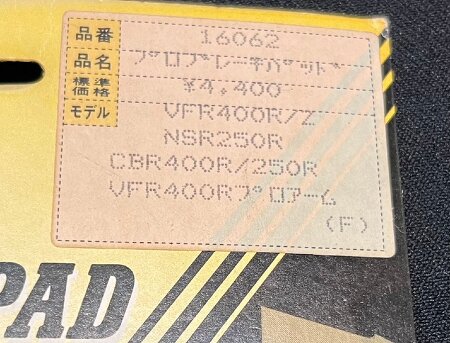 品番 16062
品名 プロブレーキパッド
標準価格 ¥4,400
モデル VFR400R/Z
NSR250R
CBR400R/250R
VFR400Rプロアーム
(F)
PAD